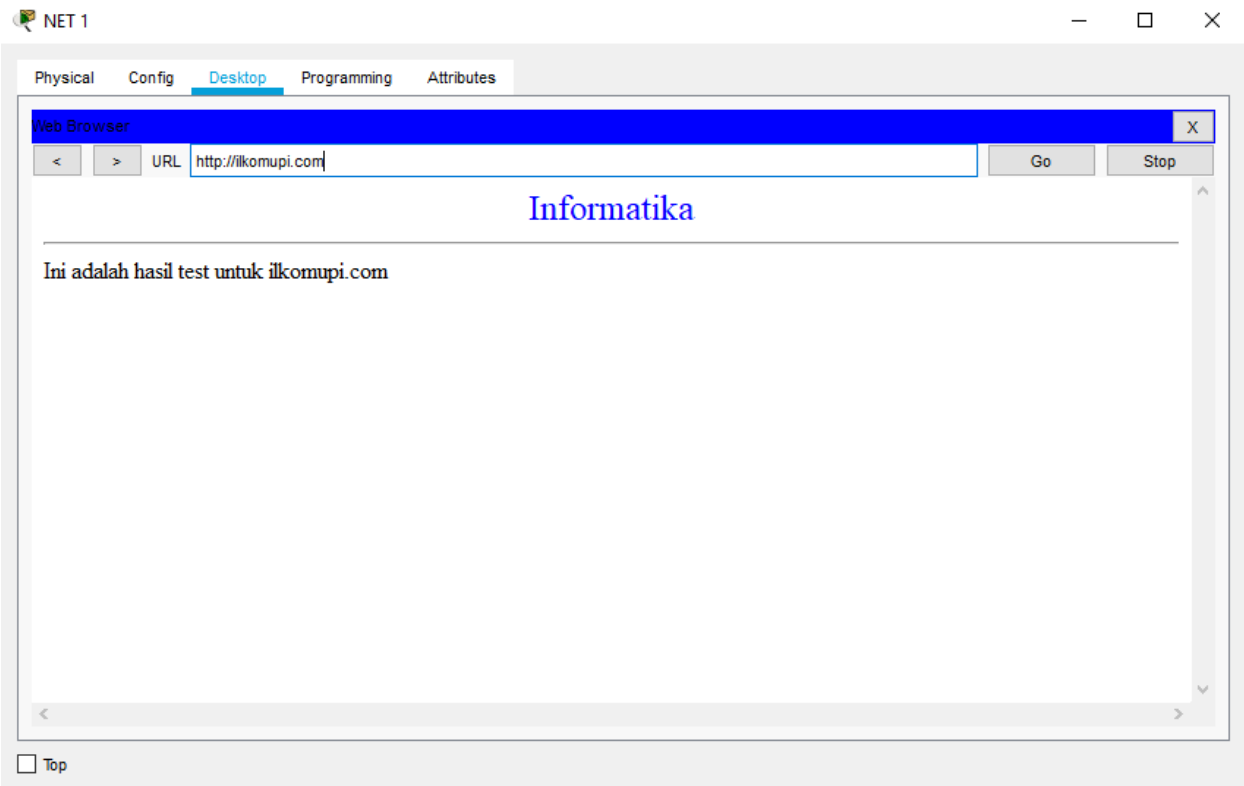 NET 1
Physical Config Desktop Programming Attributes
Web Browser X
< > URL http://ilkomupi.com Go Stop
Informatika
Ini adalah hasil test untuk ilkomupi.com
Top